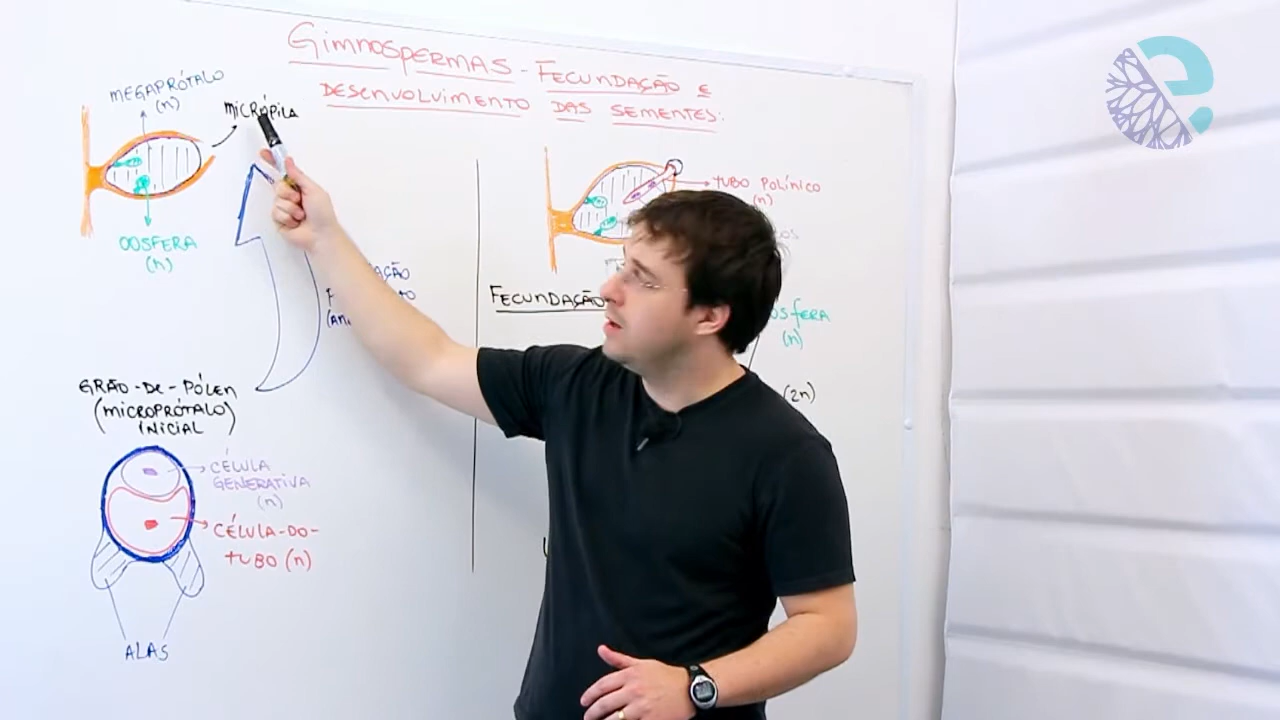 GIMNOSPERMAS - FECUNDAÇÃO E
DESENVOLVIMENTO DAS SEMENTES:
MEGAPRÓTALO
(n)
MICRÓPILA
OOSFERA
(n)
GRÃO-DE-PÓLEN
(MICROPRÓTALO)
INICIAL
CÉLULA
GENERATIVA
(n)
CÉLULA-DO-
TUBO (n)
ALAS
TUBO POLÍNICO
(n)
FECUNDAÇÃO
(n)
(2n)